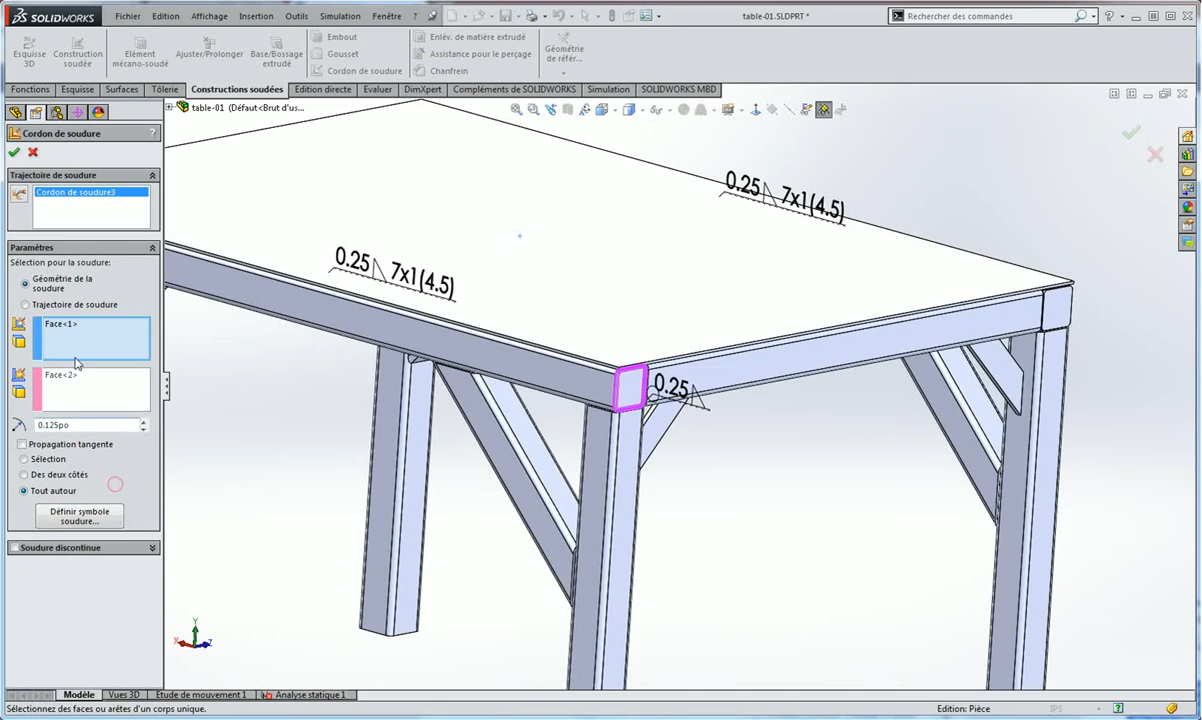 SOLIDWORKS
Fichier Edition Affichage Insertion Outils Simulation Fenêtre ?
table-01.SLDPRT *
Rechercher des commandes
?
Esquisse 3D
Construction soudée
Elément mécano-soudé
Ajuster/Prolonger
Base/Bossage extrudé
Embout
Gousset
Cordon de soudure
Enlèv. de matière extrudé
Assistance pour le perçage
Chanfrein
Géométrie de réfër...
Fonctions Esquisse Surfaces Tôlerie Constructions soudées Edition directe DimXpert Evaluer Compléments de SOLIDWORKS Simulation SOLIDWORKS MBD
table-01 (Défaut<Brut d'us...
Cordon de soudure ?
Trajectoire de soudure
Cordon de soudure3
Paramètres
Sélection pour la soudure:
Géométrie de la soudure
Trajectoire de soudure
Face<1>
Face<2>
0.125po
Propagation tangente
Sélection
Des deux côtés
Tout autour
Définir symbole soudure...
Soudure discontinue
0.25 7x1(4.5)
0.25 7x1(4.5)
0.25
Y
X Z
Modèle Vues 3D Etude de mouvement 1 Analyse statique 1
Sélectionnez des faces ou arêtes d'un corps unique.
Edition: Pièce
IPS
?